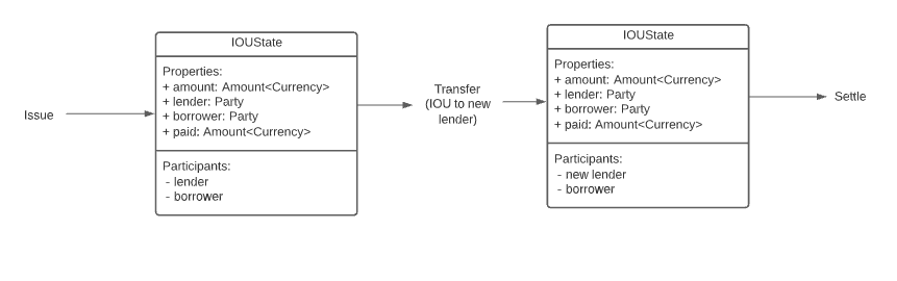 Issue
IOUState
Properties:
+ amount: Amount<Currency>
+ lender: Party
+ borrower: Party
+ paid: Amount<Currency>
Participants:
- lender
- borrower
Transfer
(IOU to new
lender)
IOUState
Properties:
+ amount: Amount<Currency>
+ lender: Party
+ borrower: Party
+ paid: Amount<Currency>
Participants:
- new lender
- borrower
Settle